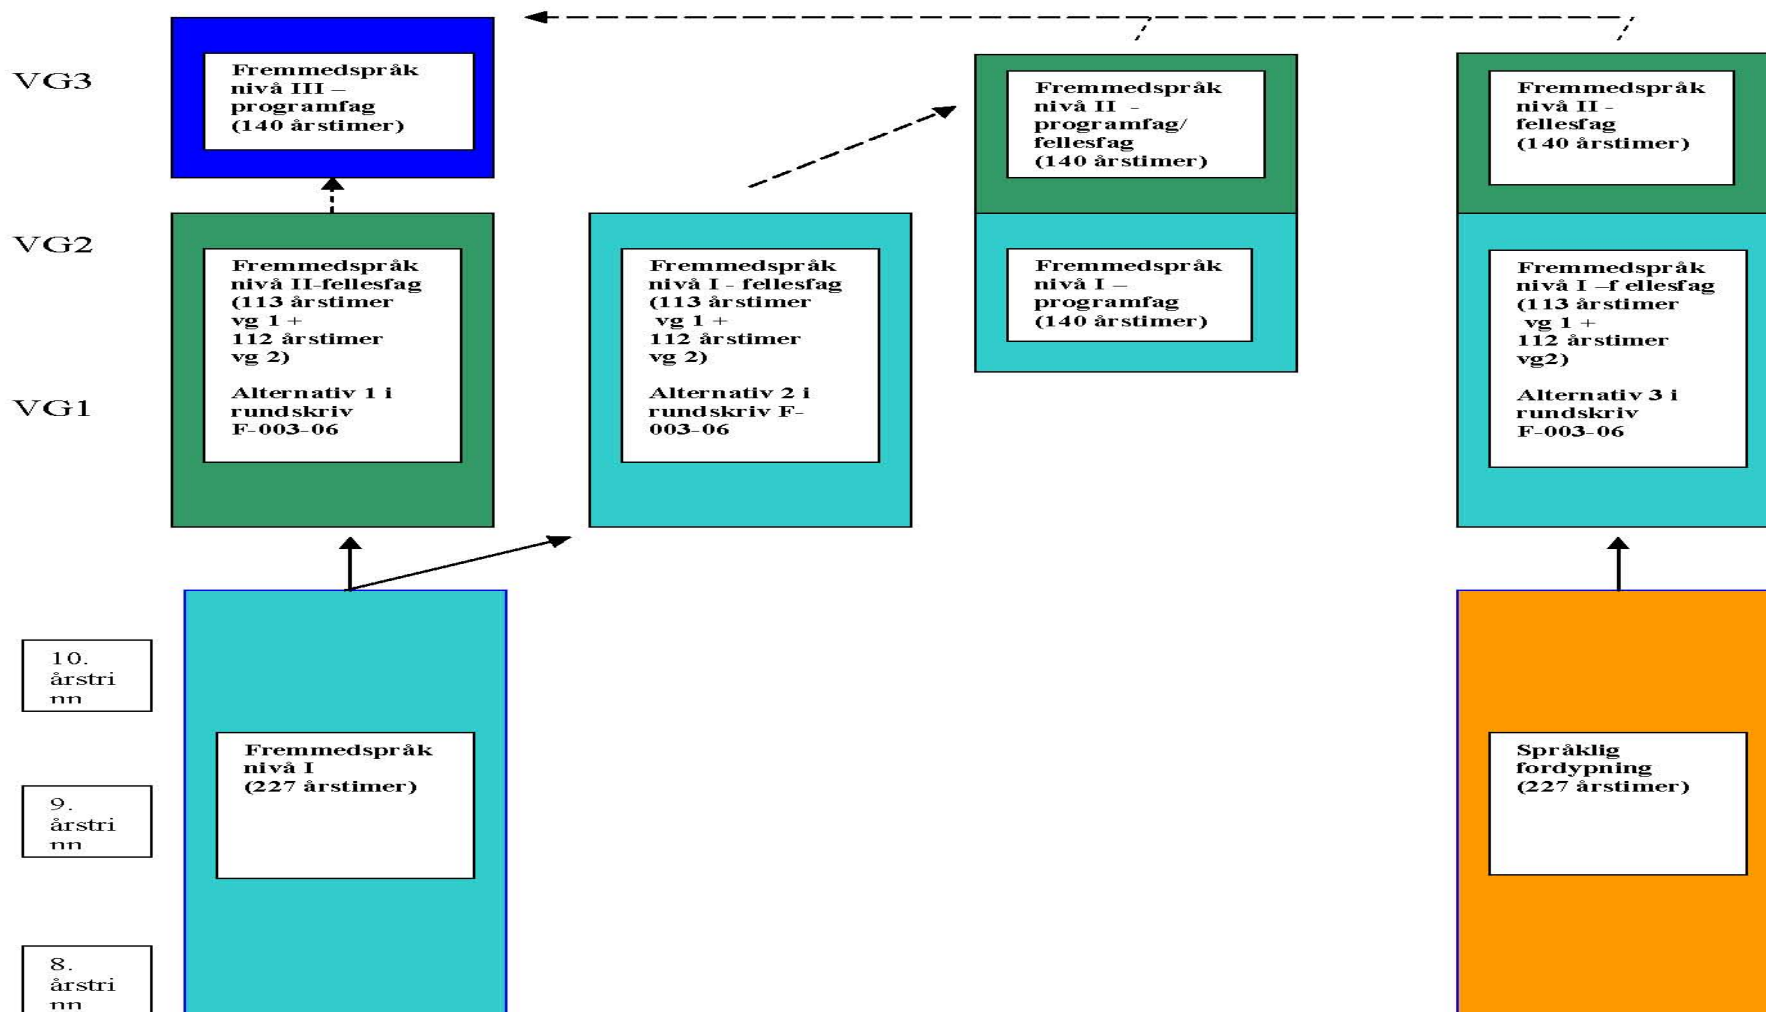 VG3
Fremmedspråk
nivå III –
programfag
(140 årstimer)
Fremmedspråk
nivå II -
programfag/
fellesfag
(140 årstimer)
Fremmedspråk
nivå II -
fellesfag
(140 årstimer)
VG2
VG1
Fremmedspråk
nivå II-fellesfag
(113 årstimer
vg 1 +
112 årstimer
vg 2)
Alternativ 1 i
rundskriv
F-003-06
Fremmedspråk
nivå I - fellesfag
(113 årstimer
vg 1 +
112 årstimer
vg 2)
Alternativ 2 i
rundskriv F-
003-06
Fremmedspråk
nivå I –
programfag
(140 årstimer)
Fremmedspråk
nivå I –f ellesfag
(113 årstimer
vg 1 +
112 årstimer
vg2)
Alternativ 3 i
rundskriv
F-003-06
10.
årstri
nn
9.
årstri
nn
8.
årstri
nn
Fremmedspråk
nivå I
(227 årstimer)
Språklig
fordypning
(227 årstimer)